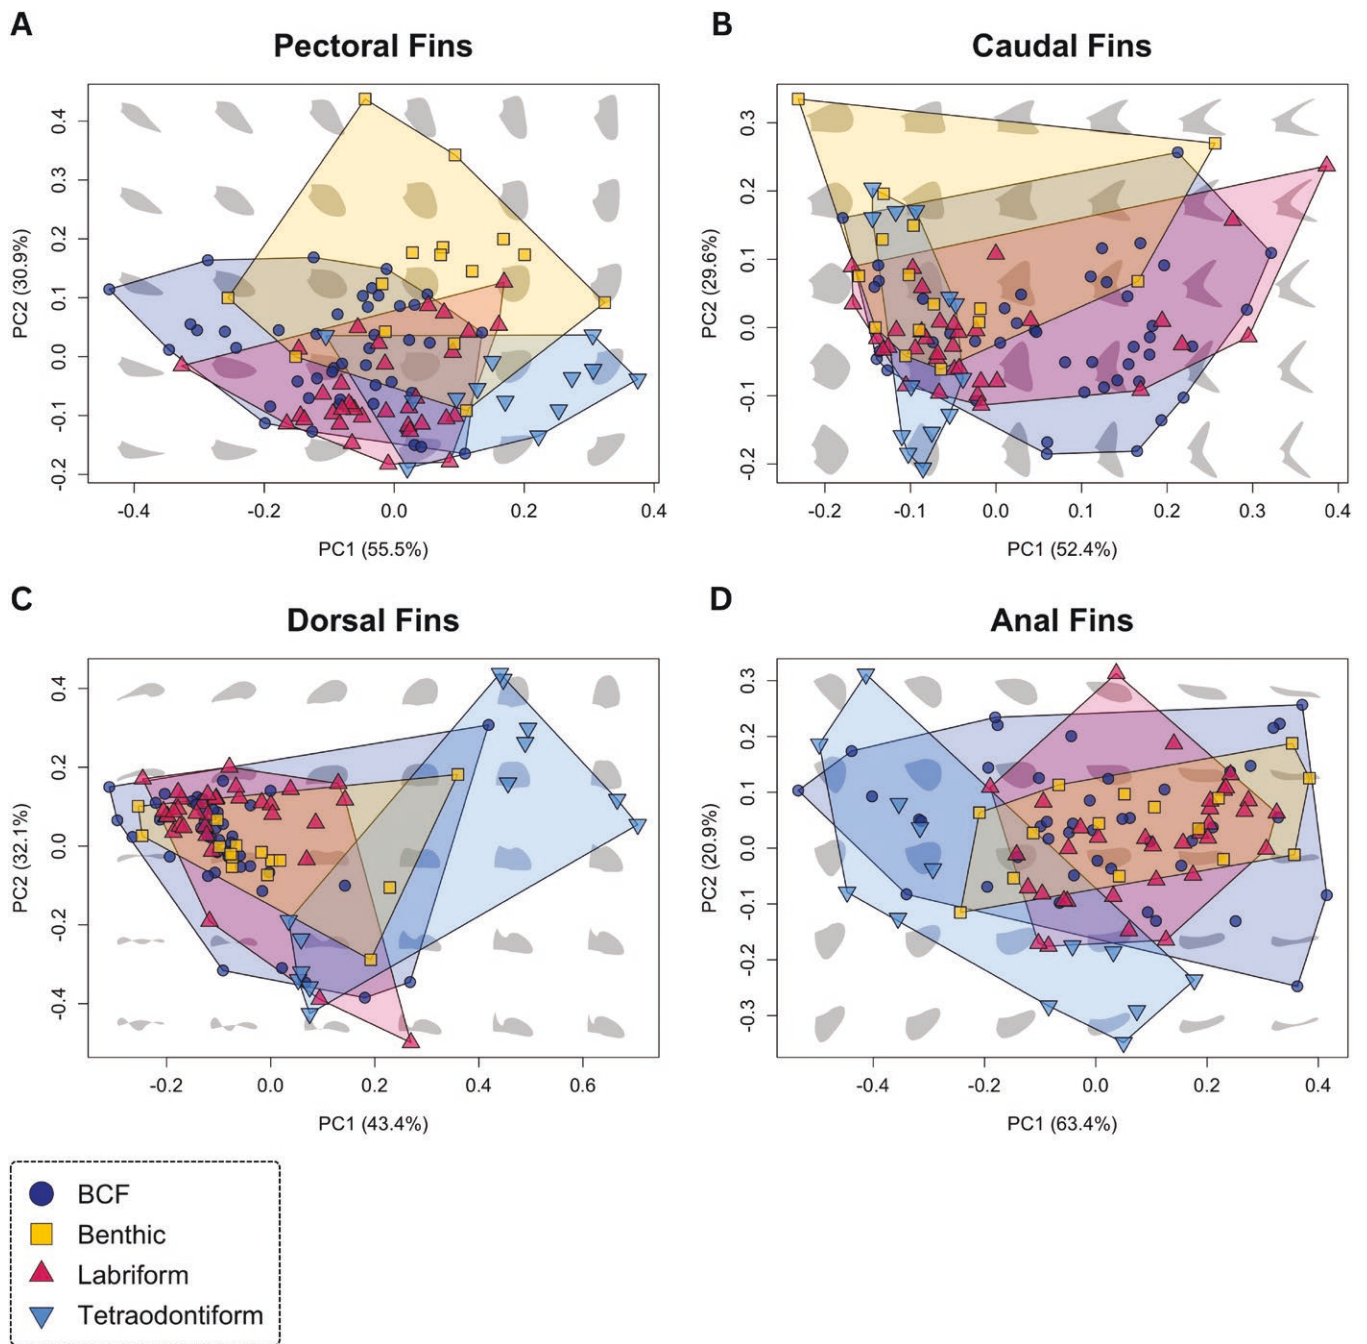 A
Pectoral Fins
PC2 (30.9%)
0.4
0.3
0.2
0.1
0.0
-0.1
-0.2
-0.4
-0.2
0.0
0.2
0.4
PC1 (55.5%)
B
Caudal Fins
PC2 (29.6%)
0.3
0.2
0.1
0.0
-0.1
-0.2
-0.2
-0.1
0.0
0.1
0.2
0.3
0.4
PC1 (52.4%)
C
Dorsal Fins
PC2 (32.1%)
0.4
0.2
0.0
-0.2
-0.4
-0.2
0.0
0.2
0.4
0.6
PC1 (43.4%)
D
Anal Fins
PC2 (20.9%)
0.3
0.2
0.1
0.0
-0.1
-0.2
-0.3
-0.4
-0.2
0.0
0.2
0.4
PC1 (63.4%)
BCF
Benthic
Labriform
Tetraodontiform